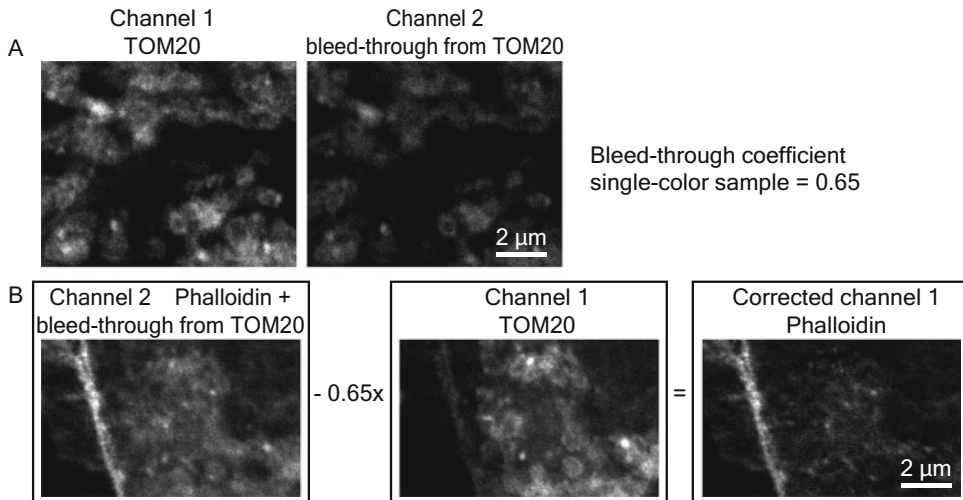 A
Channel 1
TOM20
Channel 2
bleed-through from TOM20
Bleed-through coefficient
single-color sample = 0.65
2 µm
B
Channel 2 Phalloidin +
bleed-through from TOM20
- 0.65x
Channel 1
TOM20
=
Corrected channel 1
Phalloidin
2 µm